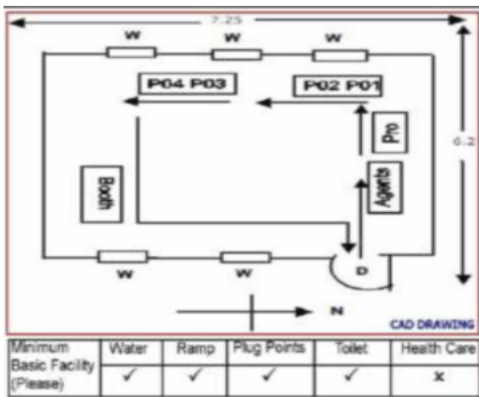 7.25
W W W
P04 P03 P02 P01
Pro
6.2
Booth
Agents
W W D
N
CAD DRAWING
Minimum Basic Facility (Please) Water Ramp Plug Points Toilet Health Care
✓ ✓ ✓ ✓ x